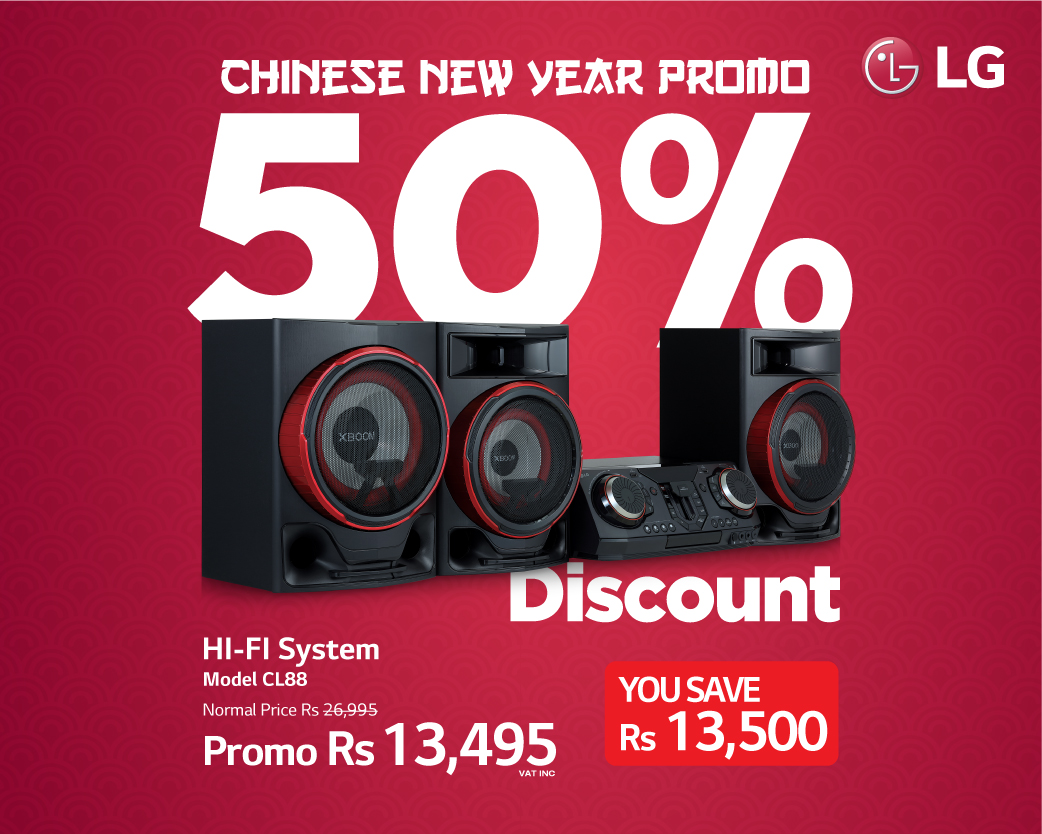 CHINESE NEW YEAR PROMO
LG
50%
XBOOM
XBOOM
XBOOM
Discount
HI-FI System
Model CL88
Normal Price Rs 26,995
Promo Rs 13,495
VAT INC
YOU SAVE
Rs 13,500